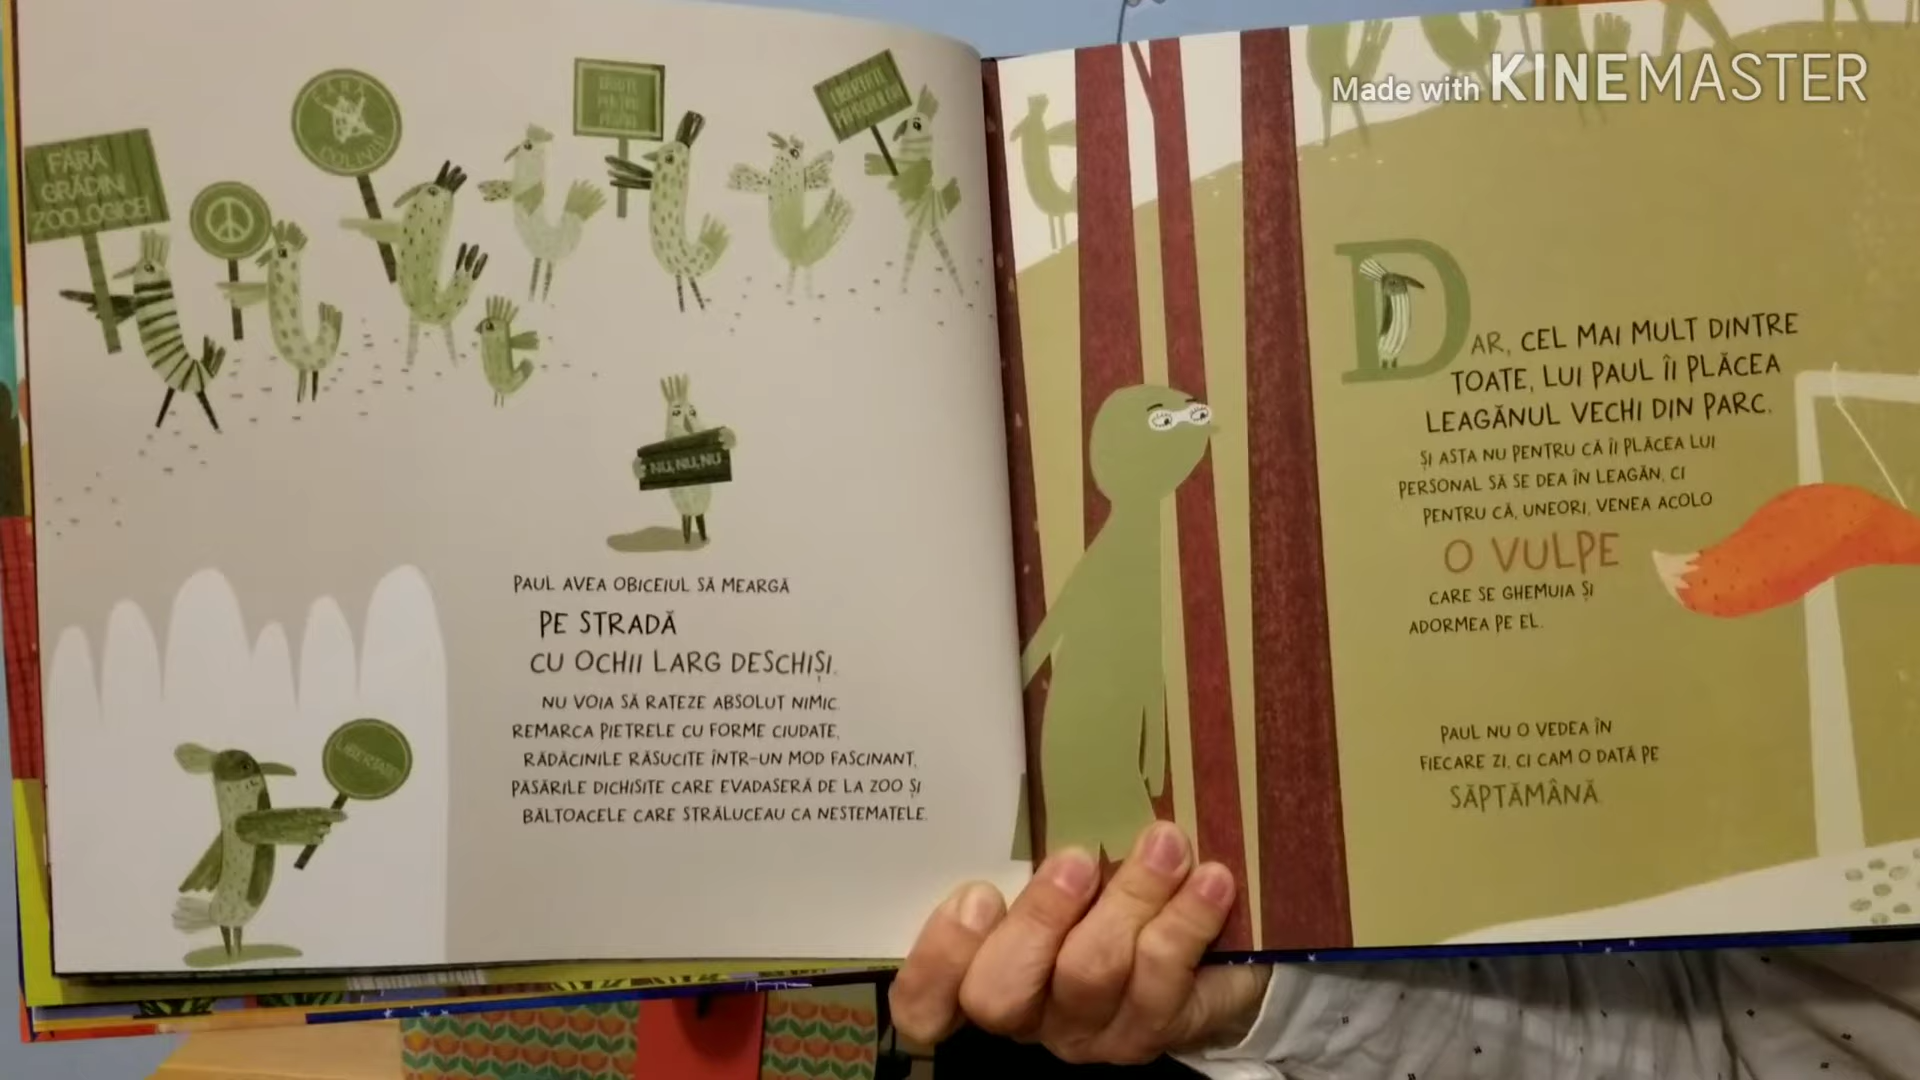 Made with KINEMASTER
FĂRĂ
GRĂDINI
ZOOLOGICE!
FĂRĂ
COLIVII!
NU, NU, NU
LIBERTATE
PAUL AVEA OBICEIUL SĂ MEARGĂ
PE STRADĂ
CU OCHII LARG DESCHIȘI.
NU VOIA SĂ RATEZE ABSOLUT NIMIC.
REMARCA PIETRELE CU FORME CIUDATE,
RĂDĂCINILE RĂSUCITE ÎNTR-UN MOD FASCINANT,
PĂSĂRILE DICHISITE CARE EVADASERĂ DE LA ZOO ȘI
BĂLTOACELE CARE STRĂLUCEAU CA NESTEMATELE.
DAR, CEL MAI MULT DINTRE
TOATE, LUI PAUL ÎI PLĂCEA
LEAGĂNUL VECHI DIN PARC.
ȘI ASTA NU PENTRU CĂ ÎI PLĂCEA LUI
PERSONAL SĂ SE DEA ÎN LEAGĂN, CI
PENTRU CĂ, UNEORI, VENEA ACOLO
O VULPE
CARE SE GHEMUIA ȘI
ADORMEA PE EL.
PAUL NU O VEDEA ÎN
FIECARE ZI, CI CAM O DATĂ PE
SĂPTĂMÂNĂ.